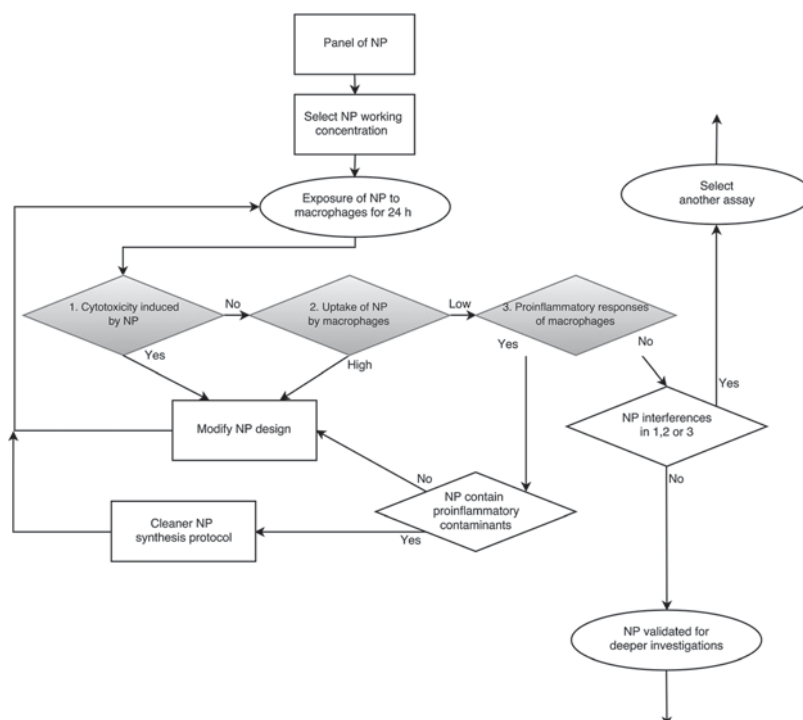 Panel of NP
Select NP working
concentration
Exposure of NP to
macrophages for 24 h
Select
another assay
1. Cytotoxicity induced
by NP
No
2. Uptake of NP
by macrophages
Low
3. Proinflammatory responses
of macrophages
Yes
High
Yes
No
Yes
Modify NP design
NP interferences
in 1,2 or 3
No
No
NP contain
proinflammatory
contaminants
Yes
Cleaner NP
synthesis protocol
NP validated for
deeper investigations